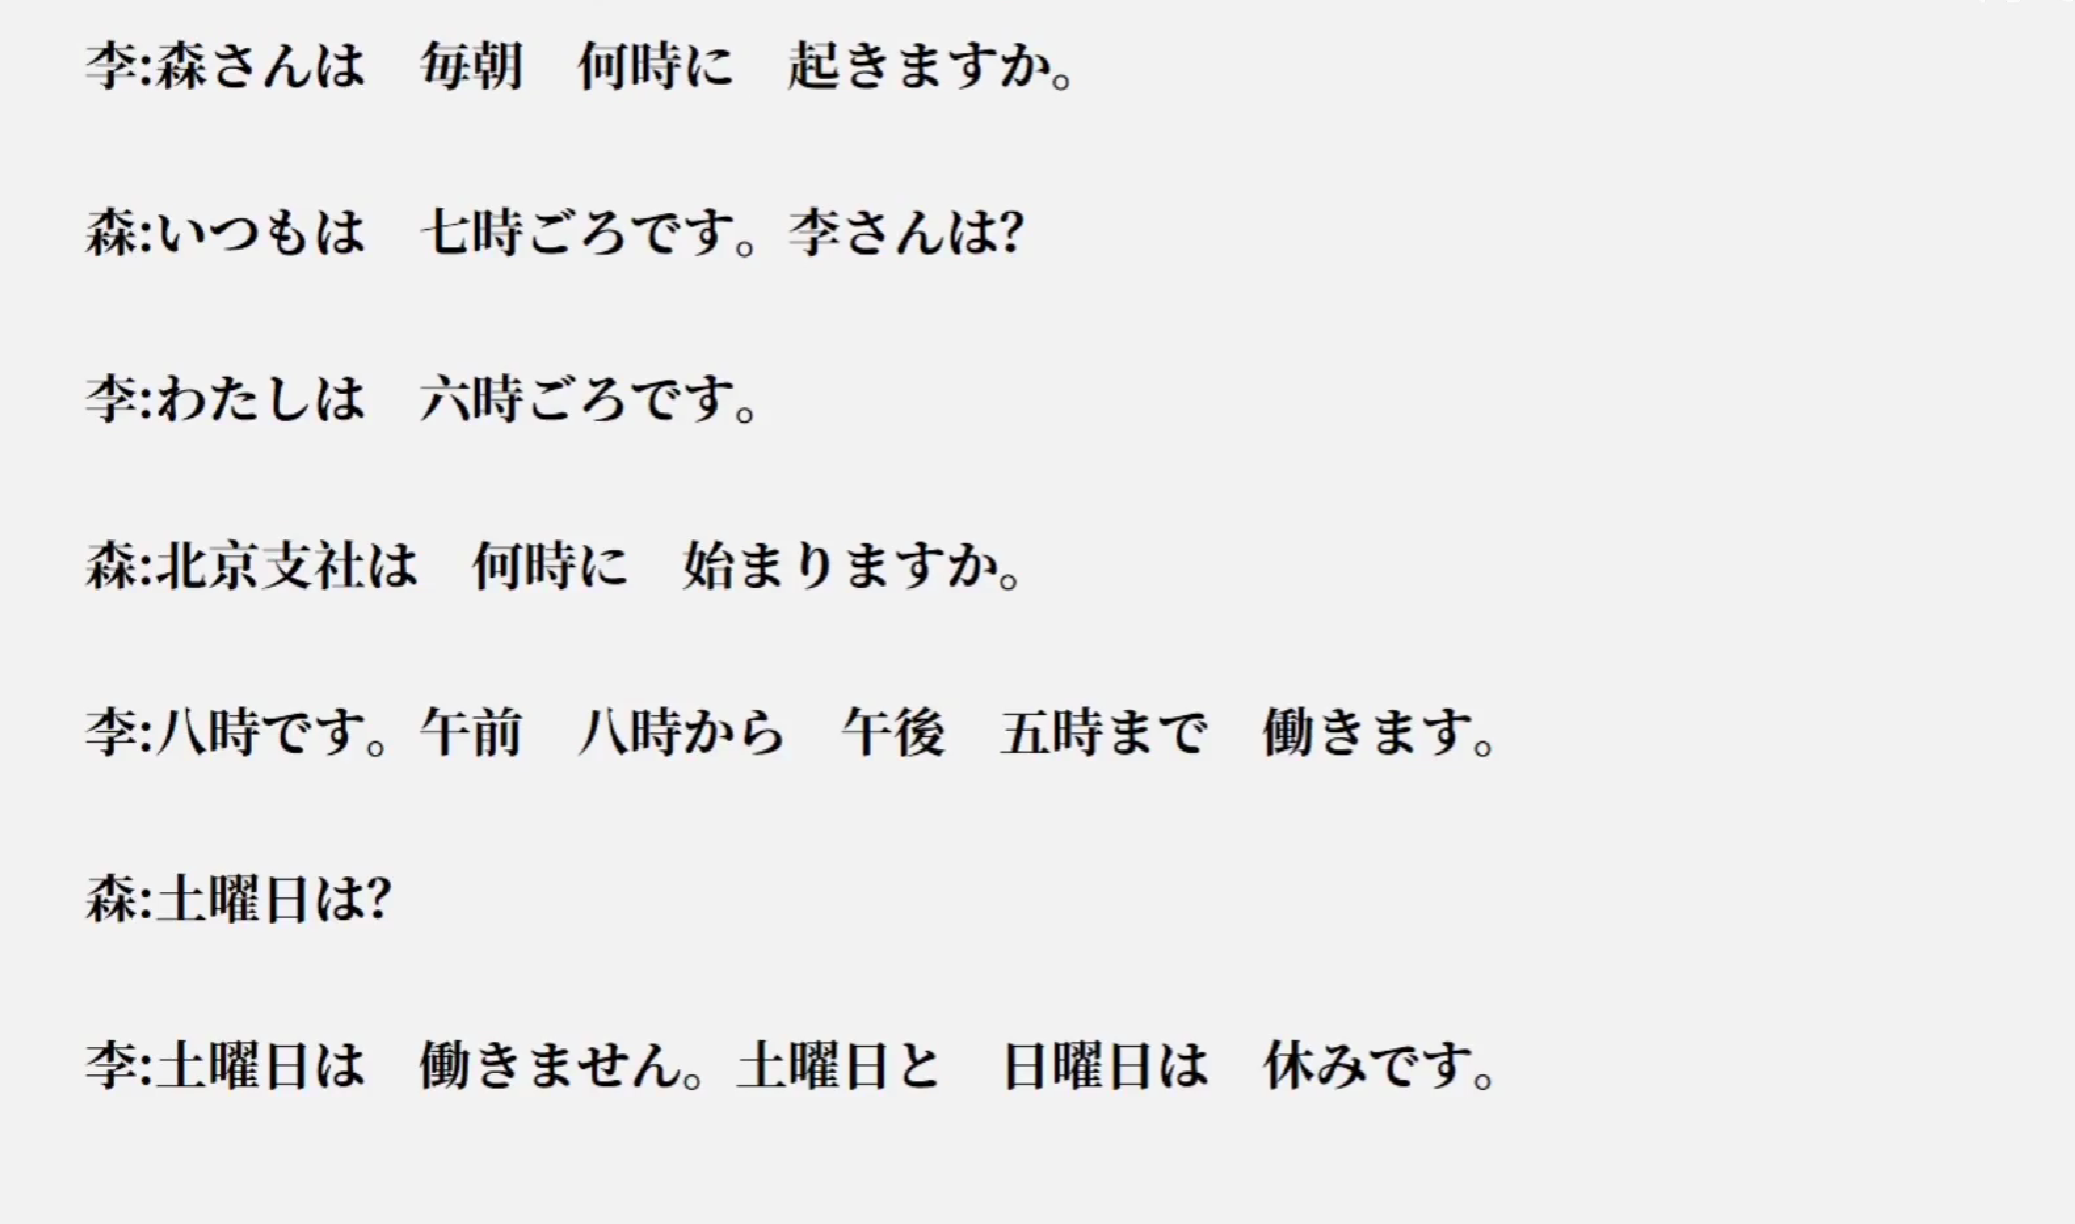 李:森さんは　毎朝　何時に　起きますか。
森:いつもは　七時ごろです。李さんは?
李:わたしは　六時ごろです。
森:北京支社は　何時に　始まりますか。
李:八時です。午前　八時から　午後　五時まで　働きます。
森:土曜日は?
李:土曜日は　働きません。土曜日と　日曜日は　休みです。